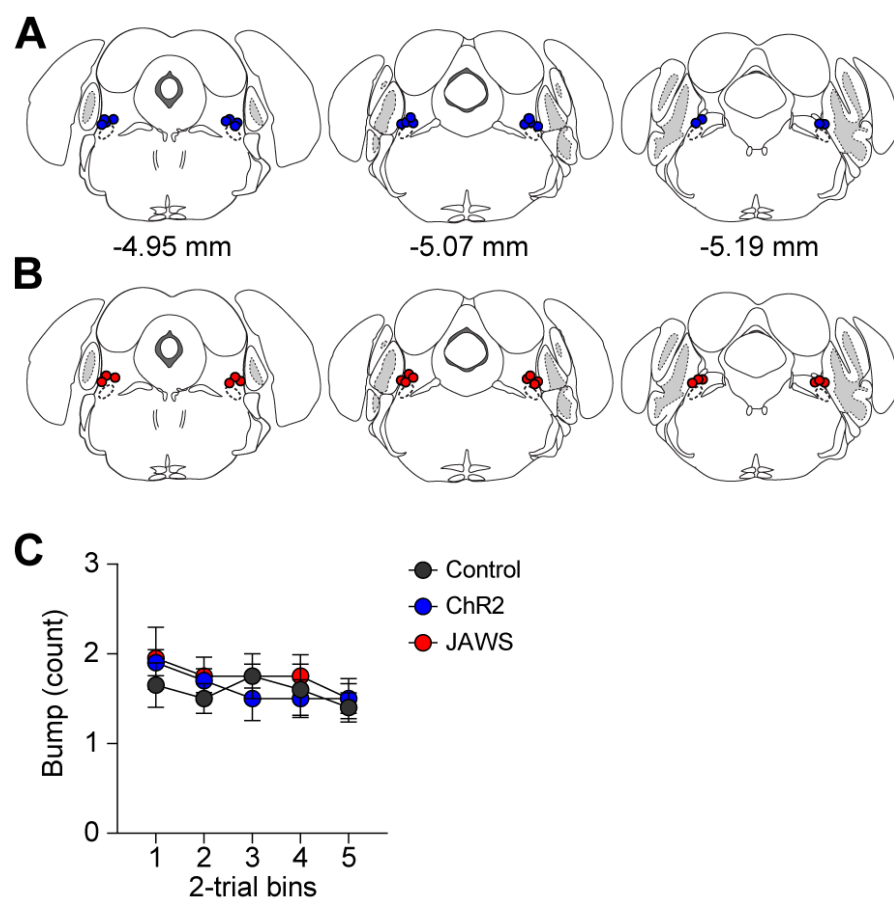 A
-4.95 mm -5.07 mm -5.19 mm
B
C
3
2
1
0
Bump (count)
1 2 3 4 5
2-trial bins
Control
ChR2
JAWS